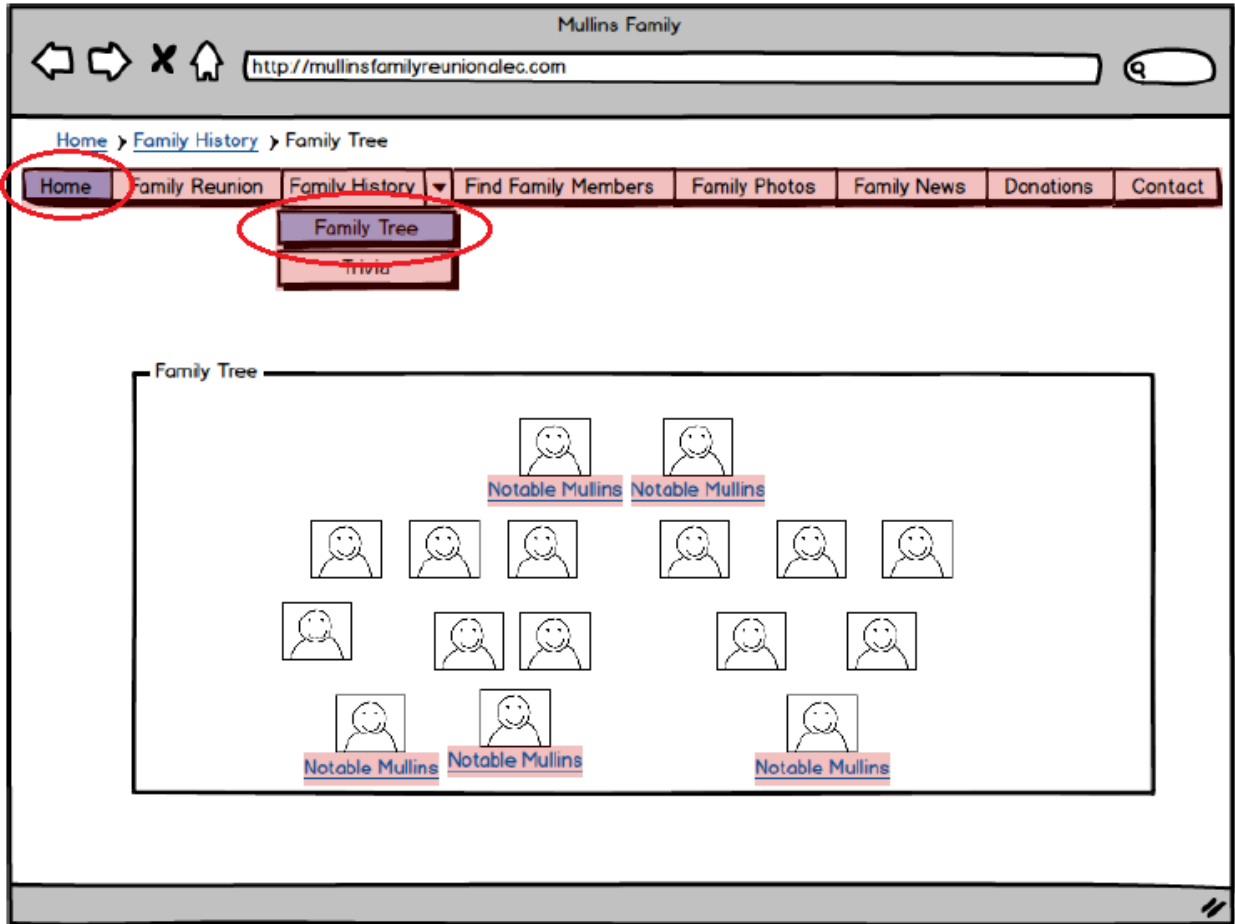 Mullins Family
http://mullinsfamilyreunionalec.com
Home > Family History > Family Tree
Home Family Reunion Family History Find Family Members Family Photos Family News Donations Contact
Family Tree
Trivia
Family Tree
Notable Mullins Notable Mullins
Notable Mullins Notable Mullins Notable Mullins